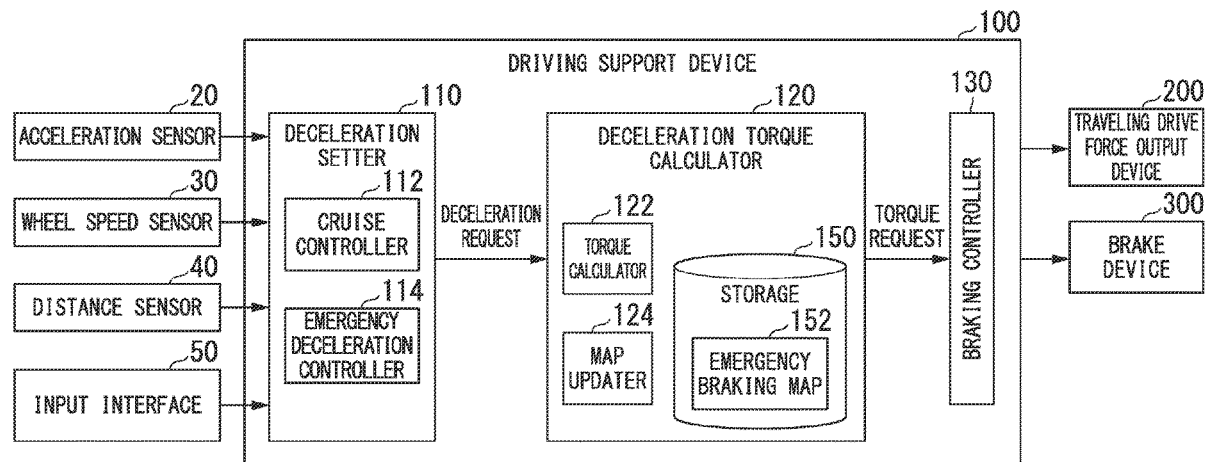 100
DRIVING SUPPORT DEVICE
20
ACCELERATION SENSOR
30
WHEEL SPEED SENSOR
40
DISTANCE SENSOR
50
INPUT INTERFACE
110
DECELERATION
SETTER
112
CRUISE
CONTROLLER
114
EMERGENCY
DECELERATION
CONTROLLER
DECELERATION
REQUEST
120
DECELERATION TORQUE
CALCULATOR
122
TORQUE
CALCULATOR
124
MAP
UPDATER
150
STORAGE
152
EMERGENCY
BRAKING MAP
TORQUE
REQUEST
130
BRAKING CONTROLLER
200
TRAVELING DRIVE
FORCE OUTPUT
DEVICE
300
BRAKE
DEVICE